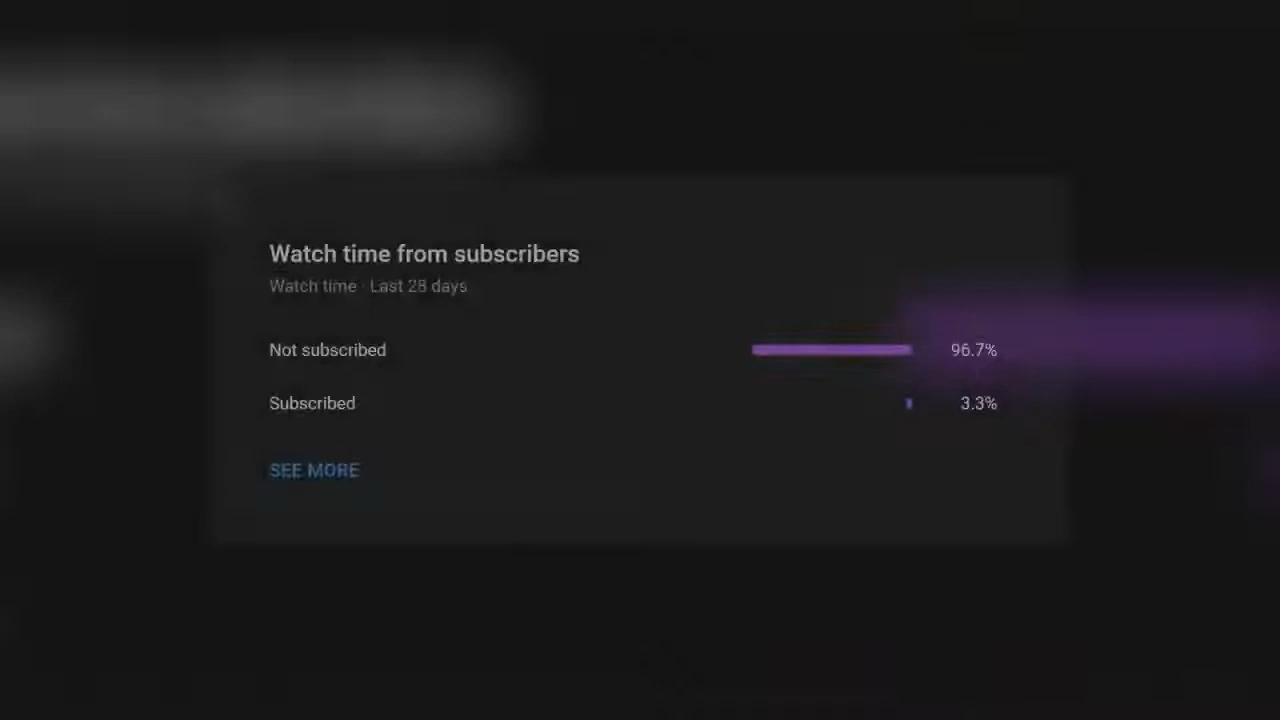 Watch time from subscribers
Watch time · Last 28 days
Not subscribed 96.7%
Subscribed 3.3%
SEE MORE